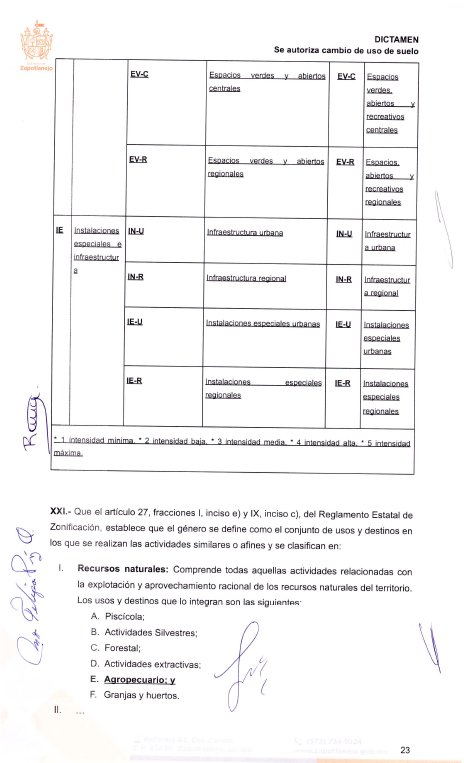 DICTAMEN
Zapotlanejo
Se autoriza cambio de uso de suelo
EV-C Espacios verdes y abiertos centrales EV-C Espacios verdes, abiertos y recreativos centrales
EV-R Espacios verdes y abiertos regionales EV-R Espacios, abiertos y recreativos regionales
IE Instalaciones especiales e infraestructura IN-U Infraestructura urbana IN-U Infraestructura urbana
IN-R Infraestructura regional IN-R Infraestructura regional
IE-U Instalaciones especiales urbanas IE-U Instalaciones especiales urbanas
IE-R Instalaciones especiales regionales IE-R Instalaciones especiales regionales
* 1 intensidad mínima, * 2 intensidad baja, * 3 intensidad media, * 4 intensidad alta, * 5 intensidad
máxima.
XXI.- Que el artículo 27, fracciones I, inciso e) y IX, inciso c), del Reglamento Estatal de
Zonificación, establece que el género se define como el conjunto de usos y destinos en
los que se realizan las actividades similares o afines y se clasifican en:
I. Recursos naturales: Comprende todas aquellas actividades relacionadas con
la explotación y aprovechamiento racional de los recursos naturales del territorio.
Los usos y destinos que lo integran son las siguientes:
A. Piscícola;
B. Actividades Silvestres;
C. Forestal;
D. Actividades extractivas;
E. Agropecuario; y
F. Granjas y huertos.
II. ...
23